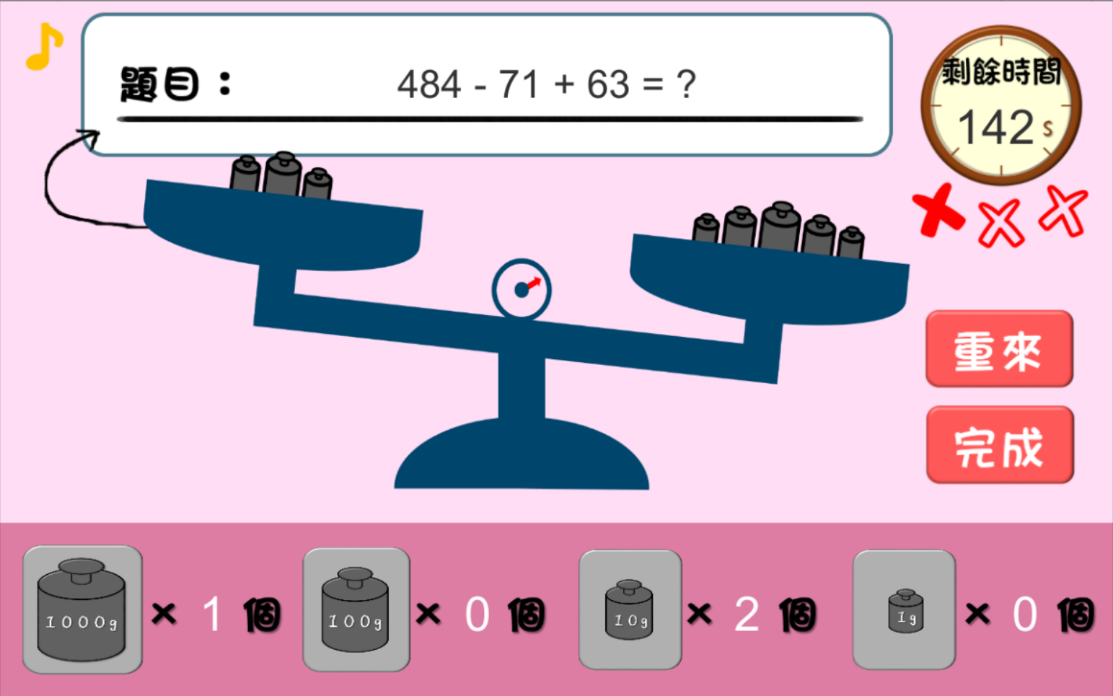 題目： 484 - 71 + 63 = ?
剩餘時間
142 s
重來
完成
1000g × 1 個
100g × 0 個
10g × 2 個
1g × 0 個